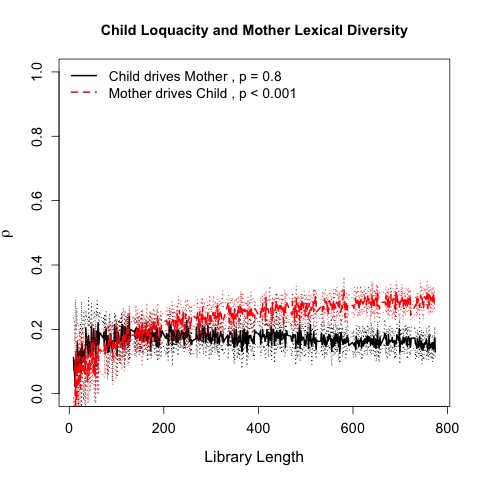 Child Loquacity and Mother Lexical Diversity
Child drives Mother , p = 0.8
Mother drives Child , p < 0.001
1.0
0.8
0.6
0.4
0.2
0.0
ρ
0 200 400 600 800
Library Length